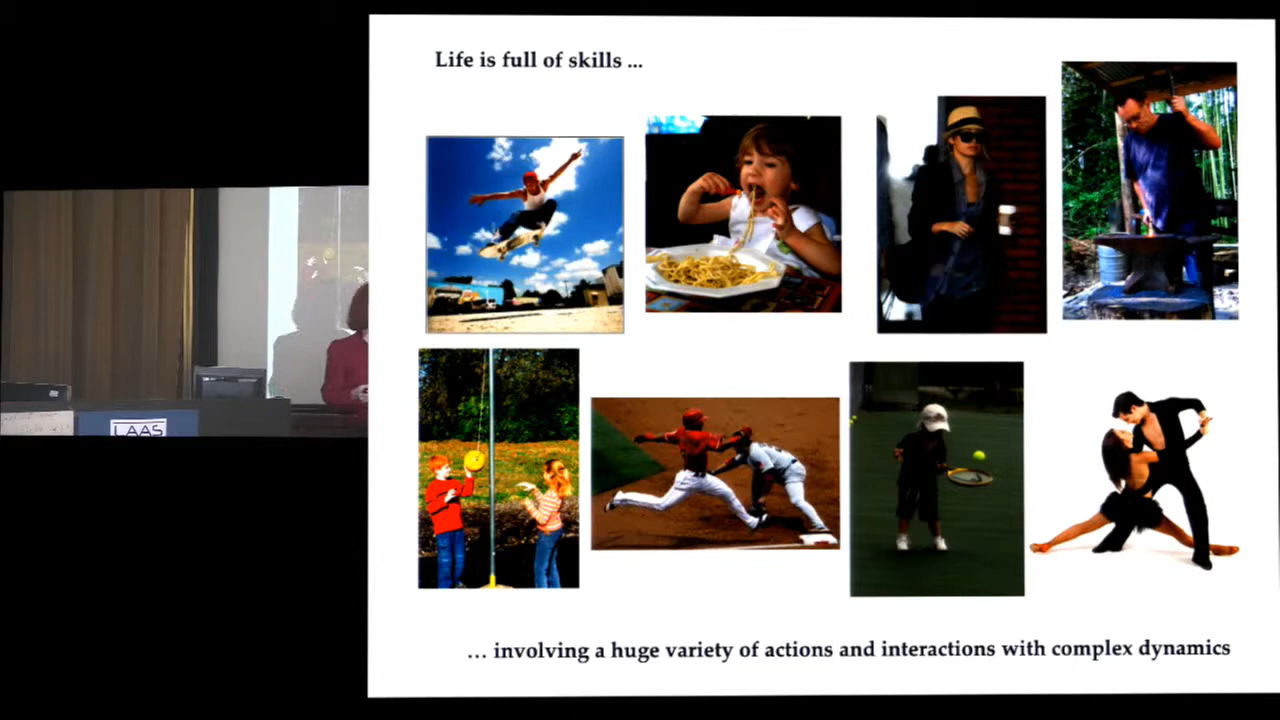 Life is full of skills ...
LAAS
... involving a huge variety of actions and interactions with complex dynamics